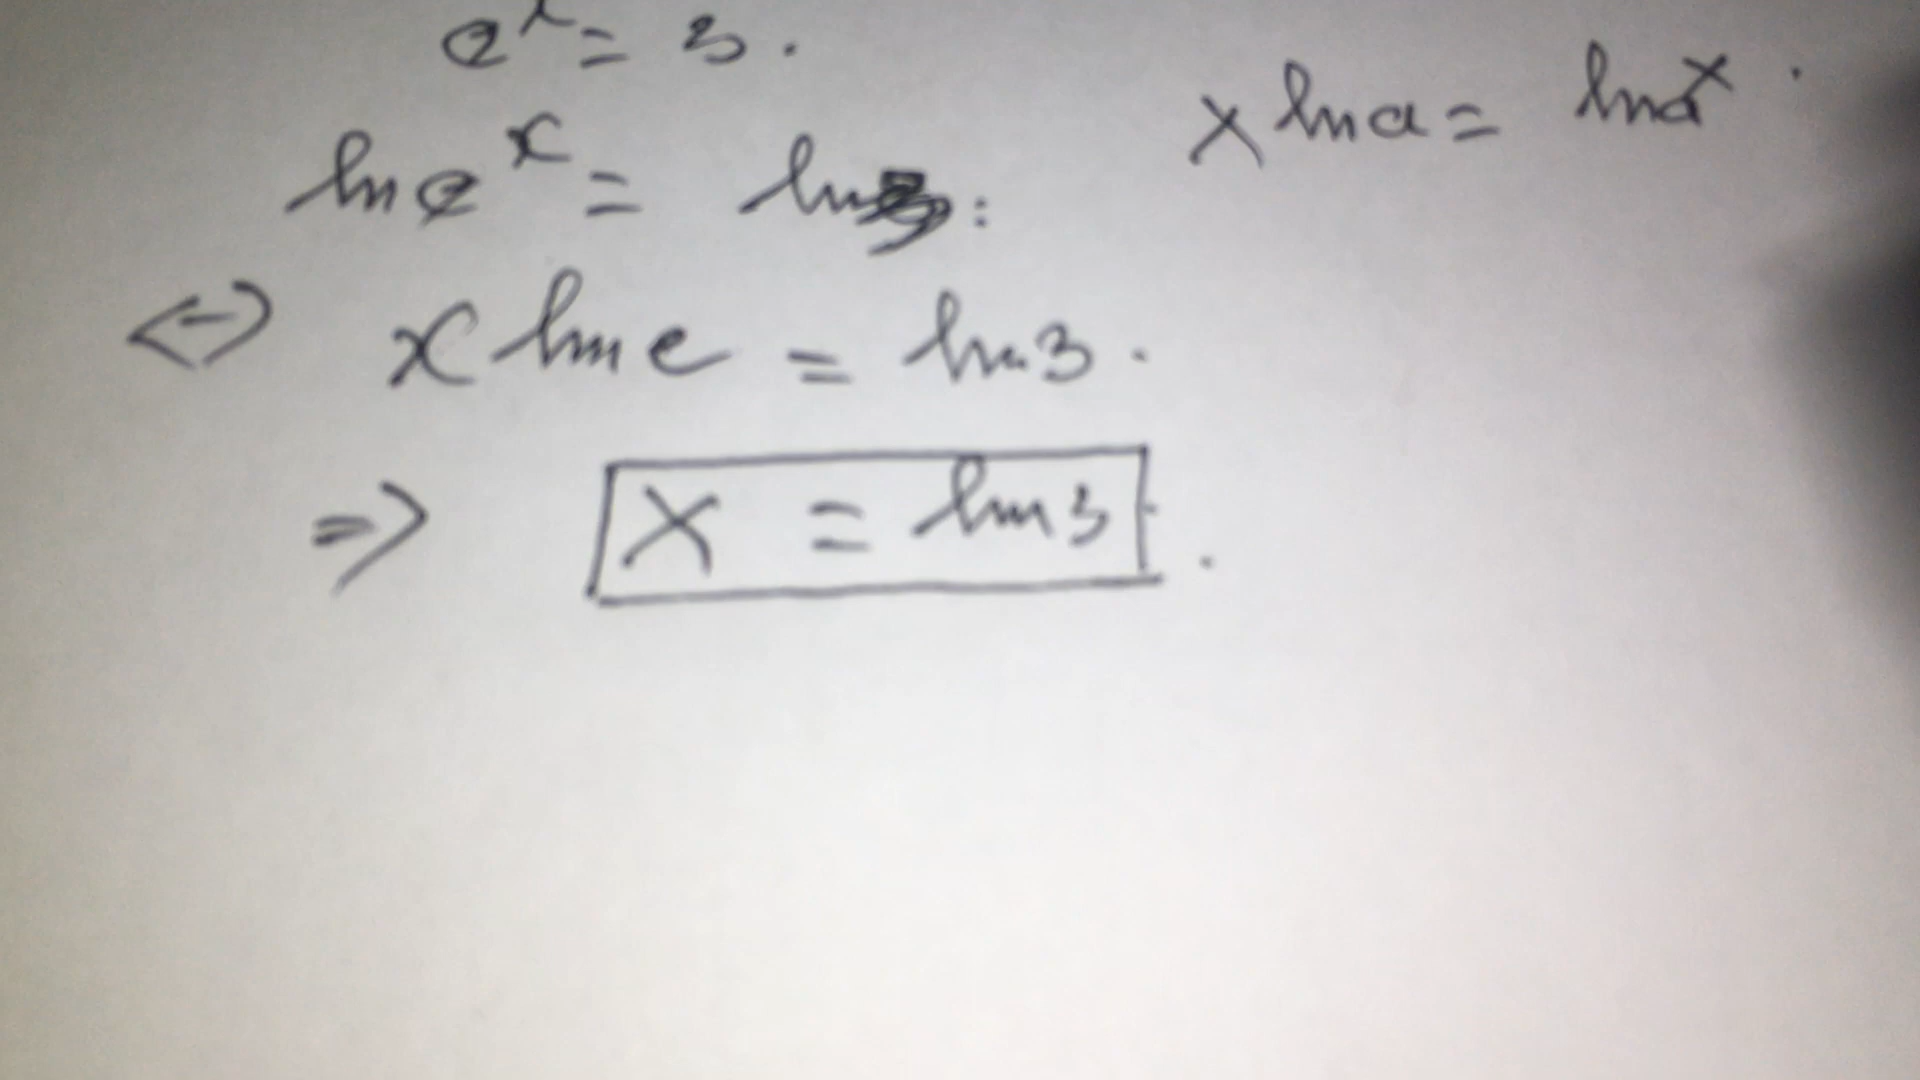 e^x = 3.
x ln a = ln a^x.
ln e^x = ln 3:
<=> x ln e = ln 3.
=> x = ln 3.